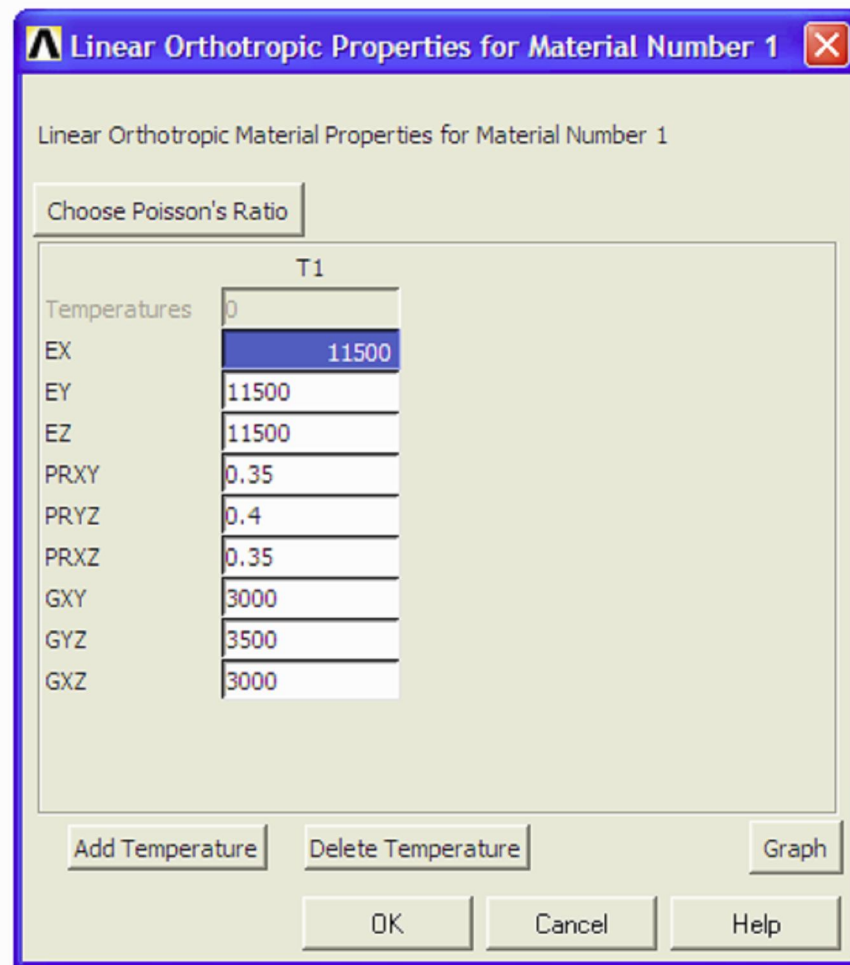 Linear Orthotropic Properties for Material Number 1
Linear Orthotropic Material Properties for Material Number 1
Choose Poisson's Ratio
T1
Temperatures 0
EX 11500
EY 11500
EZ 11500
PRXY 0.35
PRYZ 0.4
PRXZ 0.35
GXY 3000
GYZ 3500
GXZ 3000
Add Temperature Delete Temperature Graph
OK Cancel Help